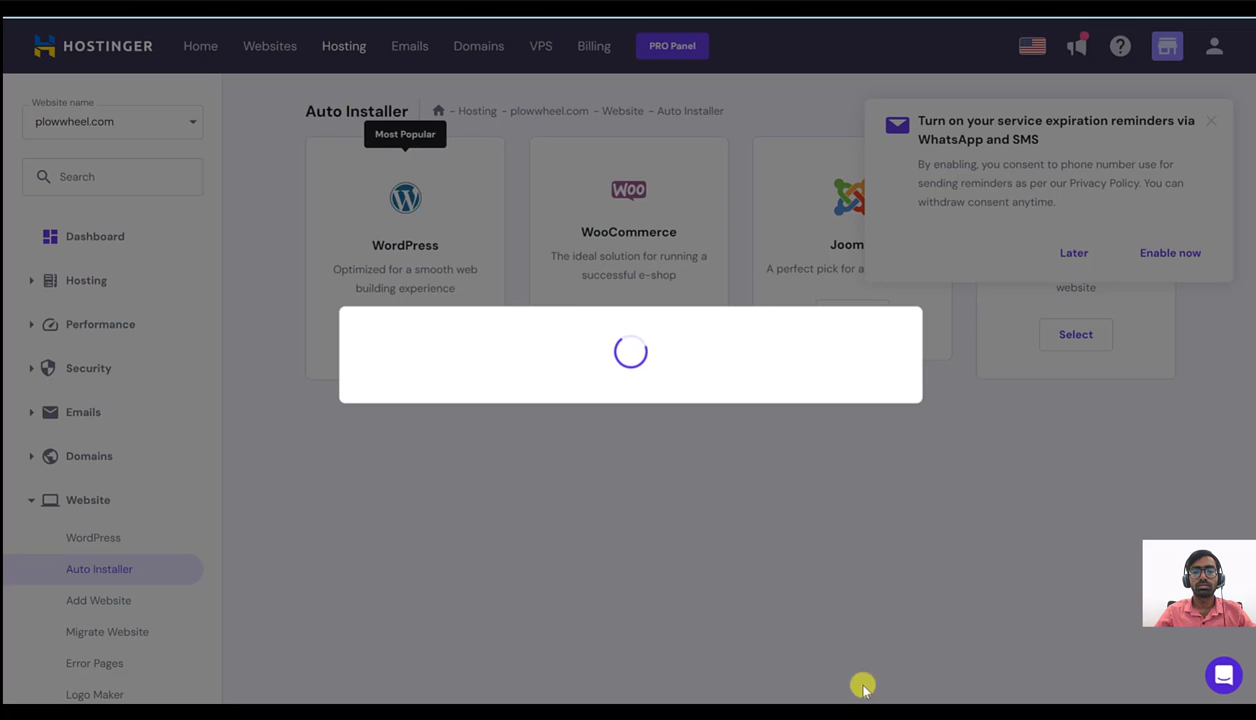 HOSTINGER
Home
Websites
Hosting
Emails
Domains
VPS
Billing
PRO Panel
Website name
plowwheel.com
Search
Dashboard
Hosting
Performance
Security
Emails
Domains
Website
WordPress
Auto Installer
Add Website
Migrate Website
Error Pages
Logo Maker
Auto Installer
- Hosting - plowwheel.com - Website - Auto Installer
Most Popular
WordPress
Optimized for a smooth web
building experience
WOO
WooCommerce
The ideal solution for running a
successful e-shop
Joom
A perfect pick for a
website
Select
Turn on your service expiration reminders via
WhatsApp and SMS
By enabling, you consent to phone number use for
sending reminders as per our Privacy Policy. You can
withdraw consent anytime.
Later
Enable now